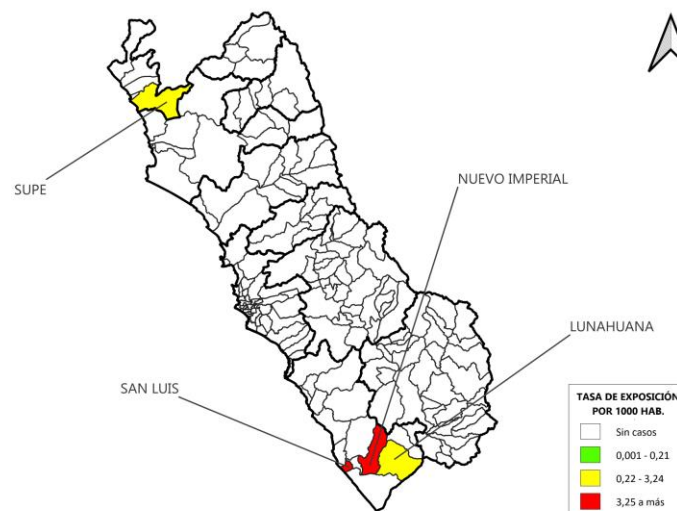 SUPE
NUEVO IMPERIAL
LUNAHUANA
SAN LUIS
TASA DE EXPOSICIÓN
POR 1000 HAB.
Sin casos
0,001 - 0,21
0,22 - 3,24
3,25 a más